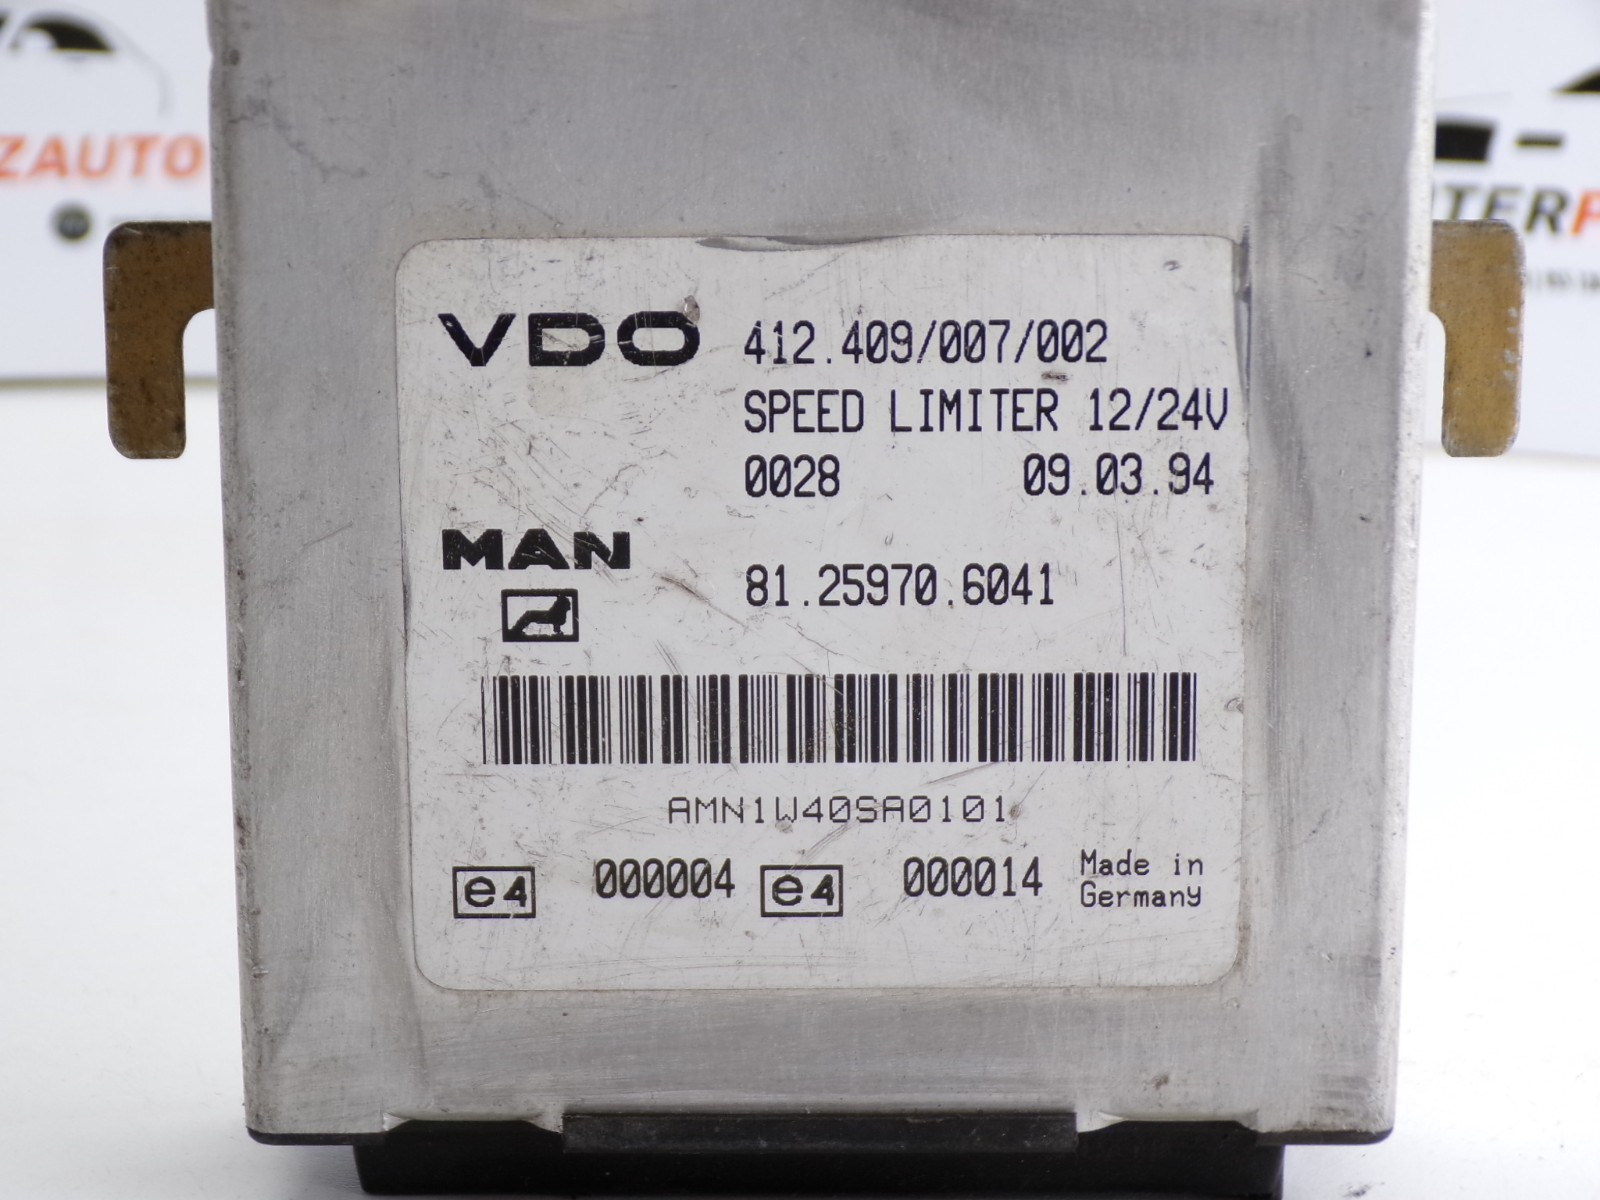 ZAUTO
VDO 412.409/007/002
SPEED LIMITER 12/24V
0028 09.03.94
MAN
81.25970.6041
AMN1W40SA0101
e4 000004 e4 000014 Made in
Germany